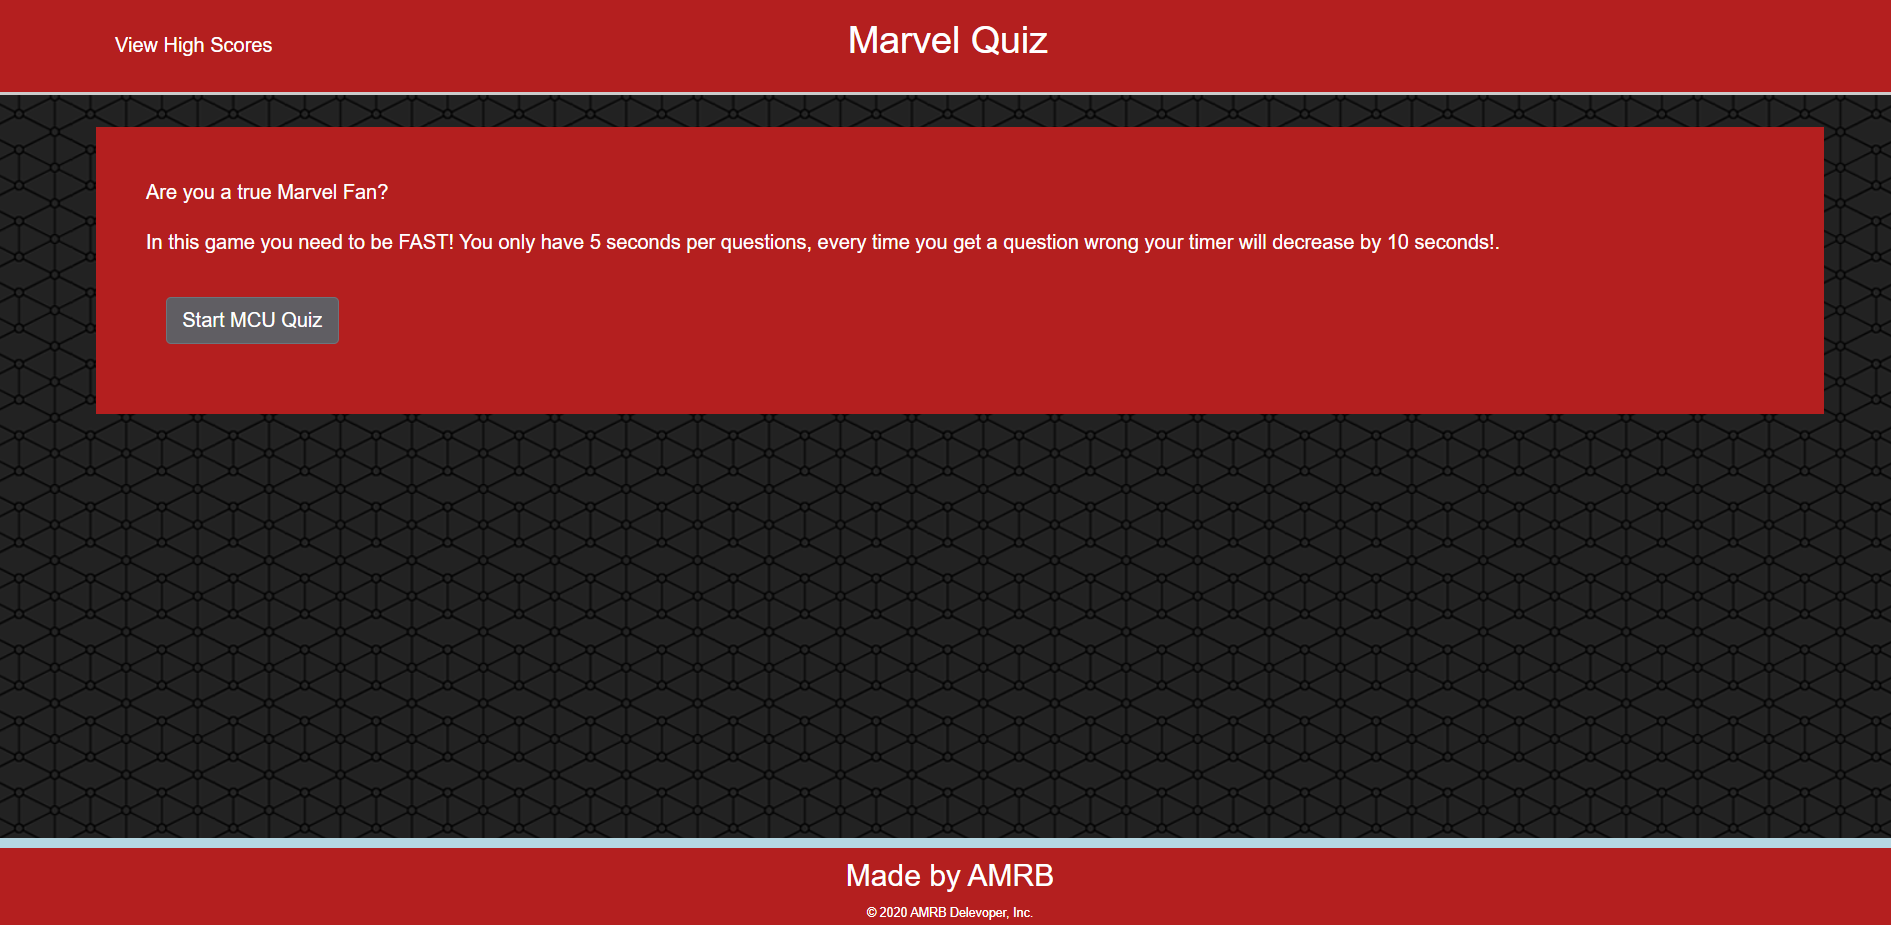 View High Scores
Marvel Quiz
Are you a true Marvel Fan?
In this game you need to be FAST! You only have 5 seconds per questions, every time you get a question wrong your timer will decrease by 10 seconds!.
Start MCU Quiz
Made by AMRB
© 2020 AMRB Delevoper, Inc.